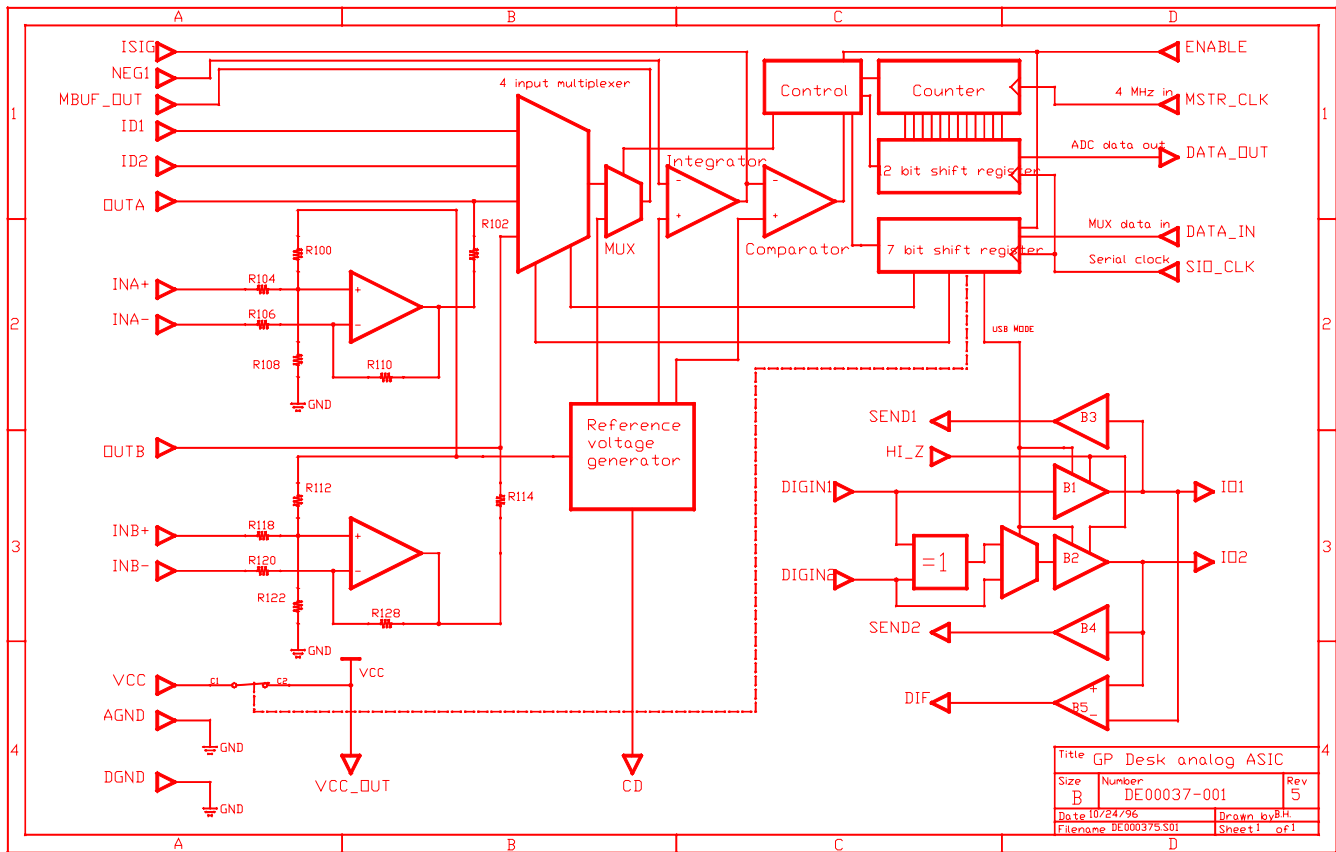 A B C D
ISIG
NEG1
MBUF_OUT
ID1
ID2
OUTA
4 input multiplexer
MUX
Integrator
-
+
Comparator
-
+
Control
Counter
12 bit shift register
7 bit shift register
ENABLE
4 MHz in
MSTR_CLK
ADC data out
DATA_OUT
MUX data in
DATA_IN
Serial clock
SIO_CLK
1
1
R100
R102
INA+
R104
INA-
R106
+
-
R108
R110
GND
USB MODE
2
2
OUTB
Reference
voltage
generator
R112
R114
INB+
R118
INB-
R120
+
-
R122
R128
GND
SEND1
B3
HI_Z
DIGIN1
B1
IO1
DIGIN2
=1
B2
IO2
SEND2
B4
DIF
+
B5_
3
3
VCC
C1
C2
VCC
AGND
GND
DGND
GND
VCC_OUT
CD
4
4
Title GP Desk analog ASIC
Size B
Number DE00037-001
Rev 5
Date 10/24/96
Drawn by B.H.
Filename DE000375.S01
Sheet 1 of 1
A B C D